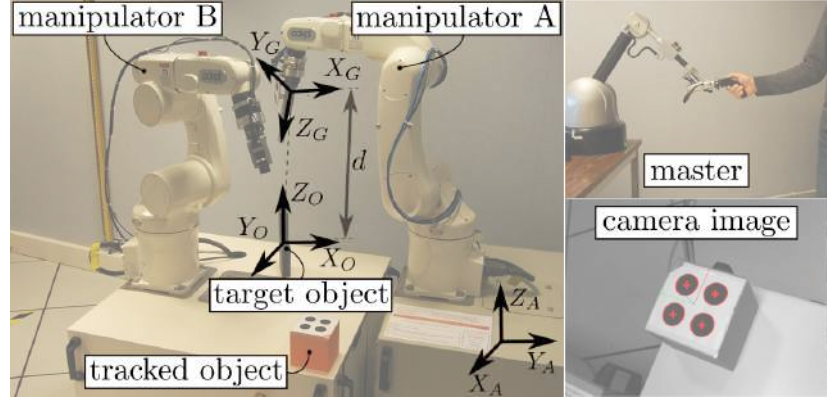 manipulator B
manipulator A
Y_G
X_G
Z_G
d
Z_O
Y_O
X_O
target object
tracked object
Z_A
Y_A
X_A
master
camera image